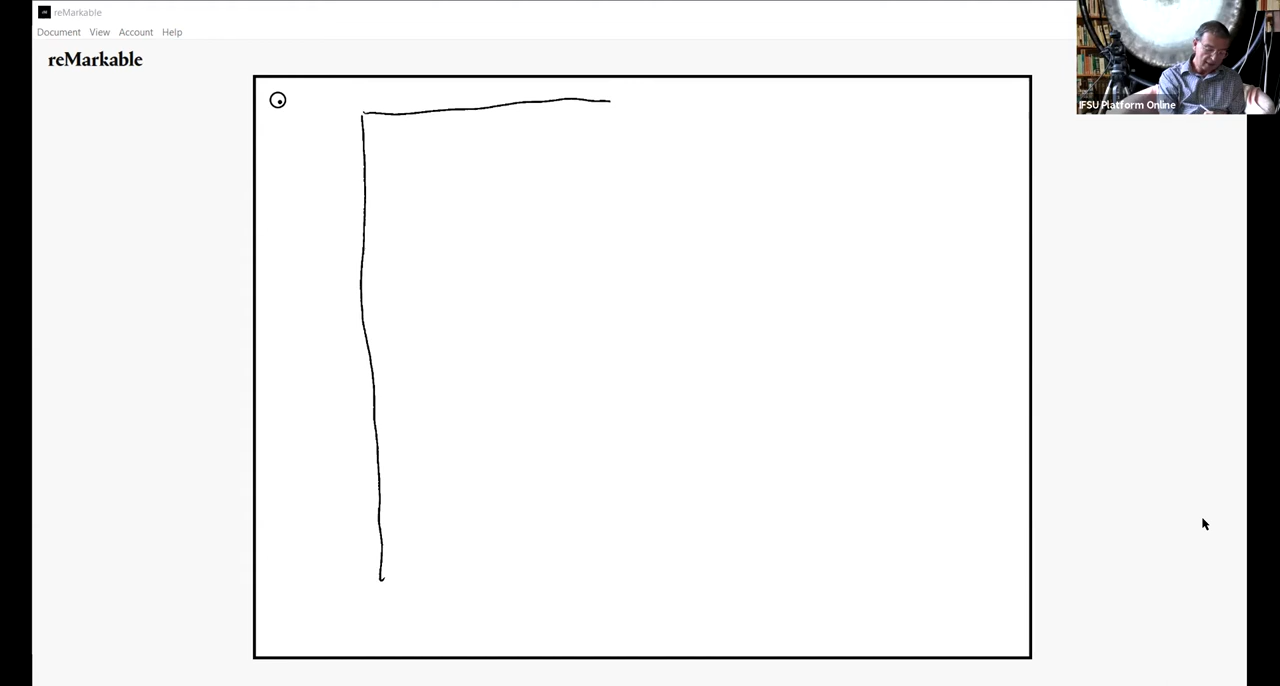 reMarkable
Document View Account Help
reMarkable
IFSU Platform Online